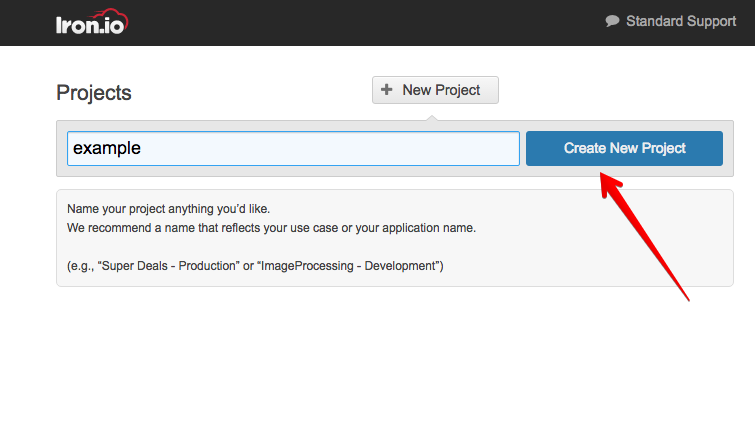 Iron.io
Standard Support
Projects
New Project
example
Create New Project
Name your project anything you’d like.
We recommend a name that reflects your use case or your application name.
(e.g., “Super Deals - Production” or “ImageProcessing - Development”)